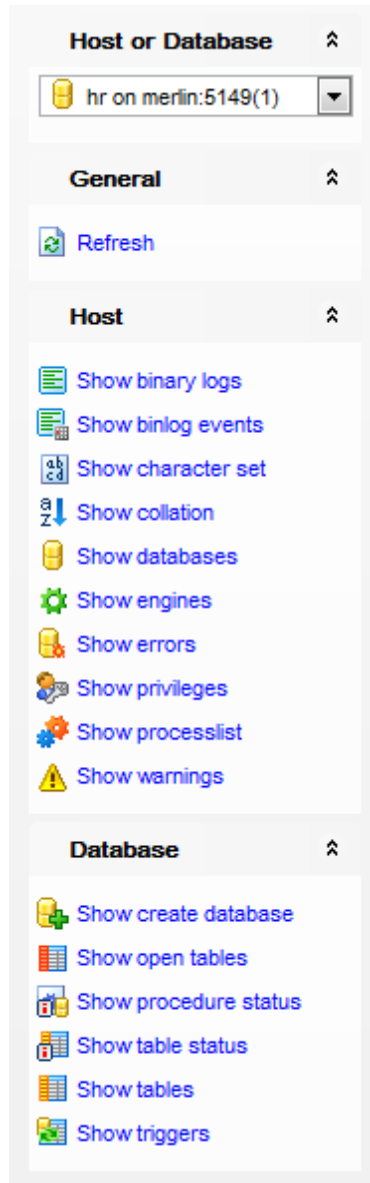 Host or Database
hr on merlin:5149(1)
General
Refresh
Host
Show binary logs
Show binlog events
Show character set
Show collation
Show databases
Show engines
Show errors
Show privileges
Show processlist
Show warnings
Database
Show create database
Show open tables
Show procedure status
Show table status
Show tables
Show triggers